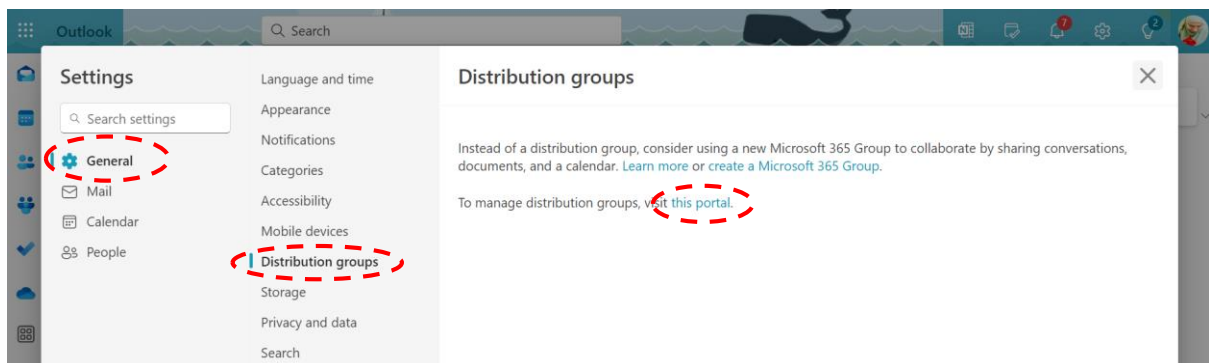 Outlook
Search
7
2
Settings
Search settings
General
Mail
Calendar
People
Language and time
Appearance
Notifications
Categories
Accessibility
Mobile devices
Distribution groups
Storage
Privacy and data
Search
Distribution groups
Instead of a distribution group, consider using a new Microsoft 365 Group to collaborate by sharing conversations,
documents, and a calendar. Learn more or create a Microsoft 365 Group.
To manage distribution groups, visit this portal.